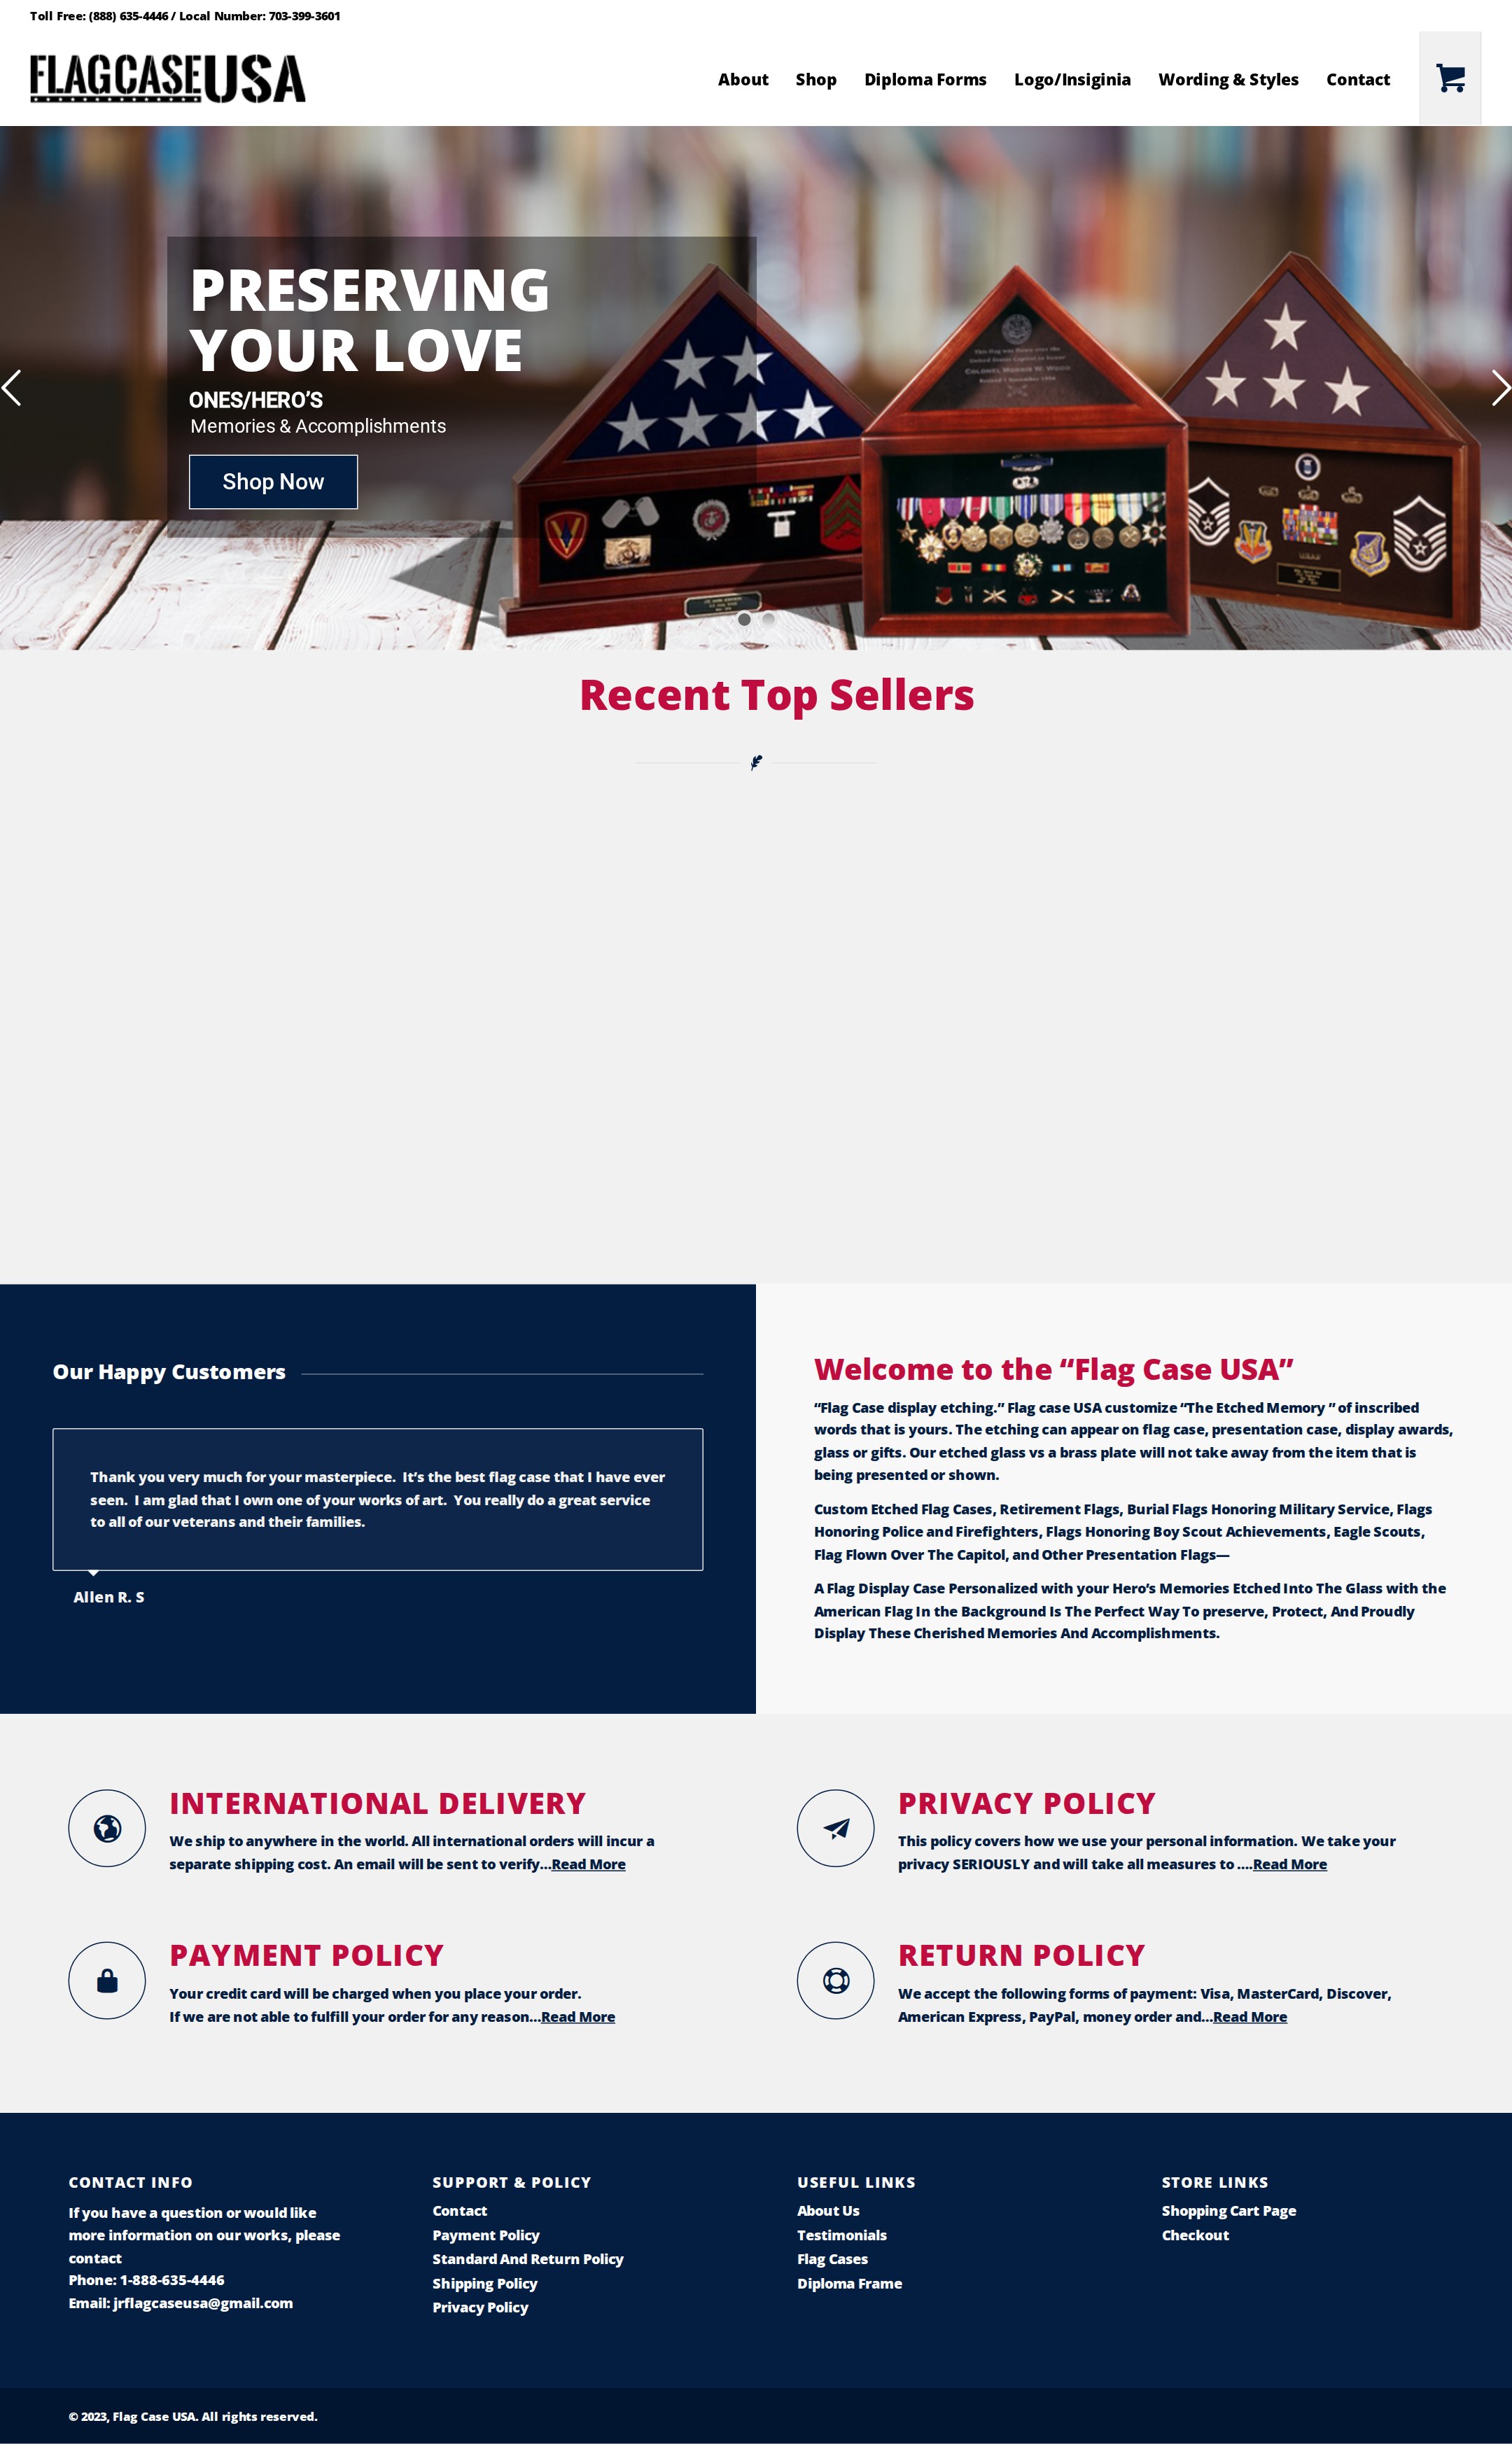 Toll Free: (888) 635-4446 / Local Number: 703-399-3601
FLAGCASEUSA
About Shop Diploma Forms Logo/Insiginia Wording & Styles Contact
PRESERVING
YOUR LOVE
ONES/HERO’S
Memories & Accomplishments
Shop Now
This flag was flown over the
United States Capitol to honor
Colonel Morris W. Wood
Retired 1 November 1994
Recent Top Sellers
Our Happy Customers
Thank you very much for your masterpiece. It’s the best flag case that I have ever
seen. I am glad that I own one of your works of art. You really do a great service
to all of our veterans and their families.
Allen R. S
Welcome to the “Flag Case USA”
“Flag Case display etching.” Flag case USA customize “The Etched Memory ” of inscribed
words that is yours. The etching can appear on flag case, presentation case, display awards,
glass or gifts. Our etched glass vs a brass plate will not take away from the item that is
being presented or shown.
Custom Etched Flag Cases, Retirement Flags, Burial Flags Honoring Military Service, Flags
Honoring Police and Firefighters, Flags Honoring Boy Scout Achievements, Eagle Scouts,
Flag Flown Over The Capitol, and Other Presentation Flags—
A Flag Display Case Personalized with your Hero’s Memories Etched Into The Glass with the
American Flag In the Background Is The Perfect Way To preserve, Protect, And Proudly
Display These Cherished Memories And Accomplishments.
INTERNATIONAL DELIVERY
We ship to anywhere in the world. All international orders will incur a
separate shipping cost. An email will be sent to verify...Read More
PRIVACY POLICY
This policy covers how we use your personal information. We take your
privacy SERIOUSLY and will take all measures to ....Read More
PAYMENT POLICY
Your credit card will be charged when you place your order.
If we are not able to fulfill your order for any reason...Read More
RETURN POLICY
We accept the following forms of payment: Visa, MasterCard, Discover,
American Express, PayPal, money order and...Read More
CONTACT INFO
If you have a question or would like
more information on our works, please
contact
Phone: 1-888-635-4446
Email: jrflagcaseusa@gmail.com
SUPPORT & POLICY
Contact
Payment Policy
Standard And Return Policy
Shipping Policy
Privacy Policy
USEFUL LINKS
About Us
Testimonials
Flag Cases
Diploma Frame
STORE LINKS
Shopping Cart Page
Checkout
© 2023, Flag Case USA. All rights reserved.